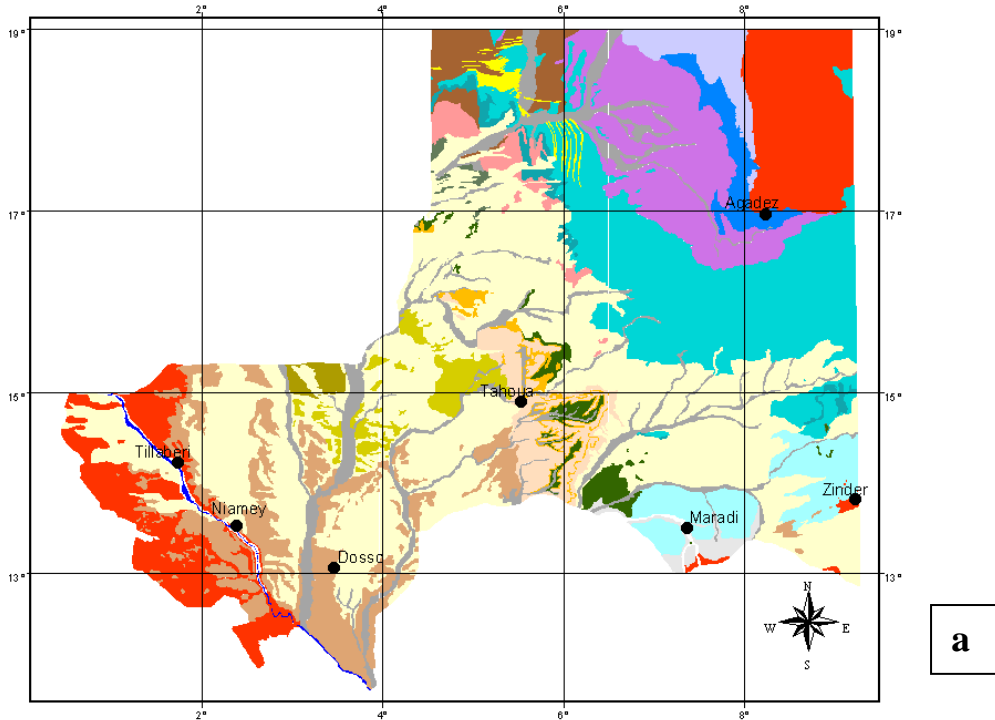 2° 4° 6° 8°
19° 19°
17° 17°
Agadez
15° 15°
Tahoua
Tillaberi
Zinder
Niamey
Maradi
Dosso
13° 13°
N
W E
S
a
2° 4° 6° 8°